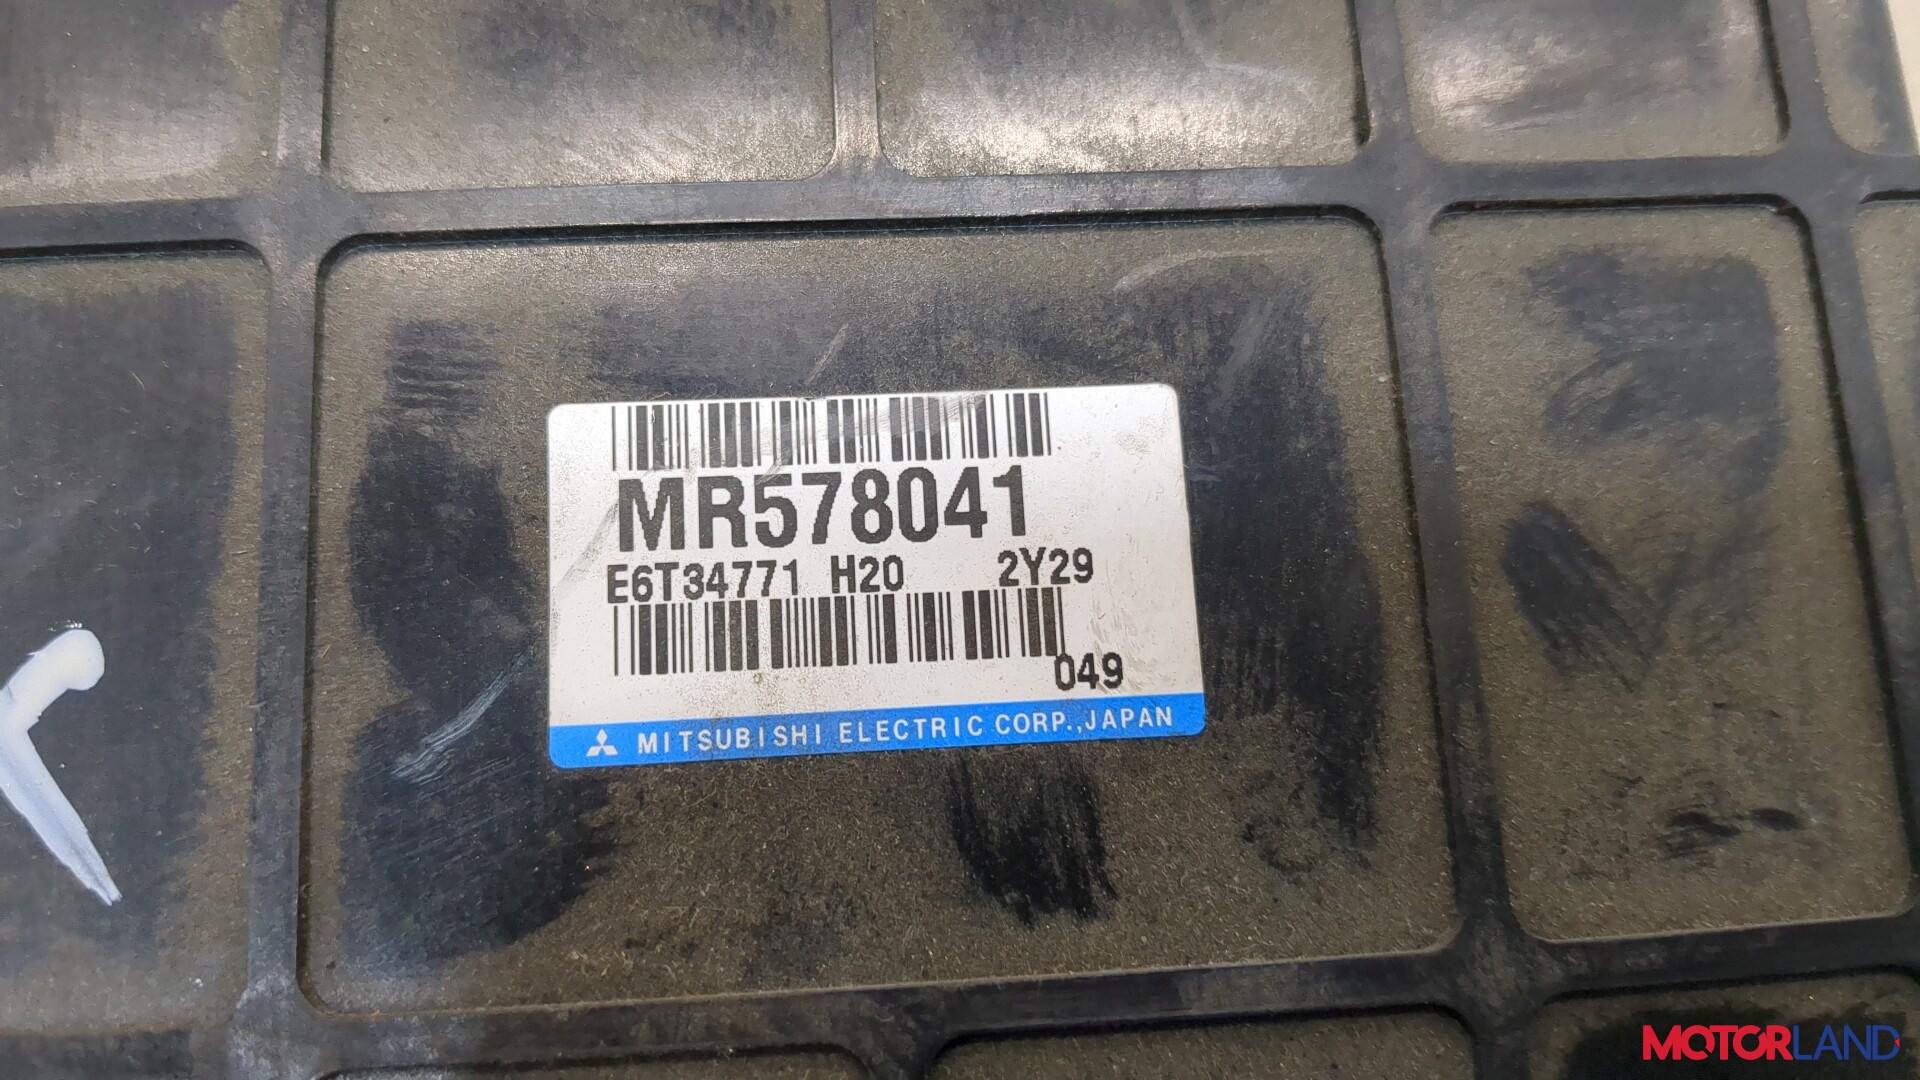 MR578041
E6T34771 H20 2Y29
049
MITSUBISHI ELECTRIC CORP.,JAPAN
MOTORLAND